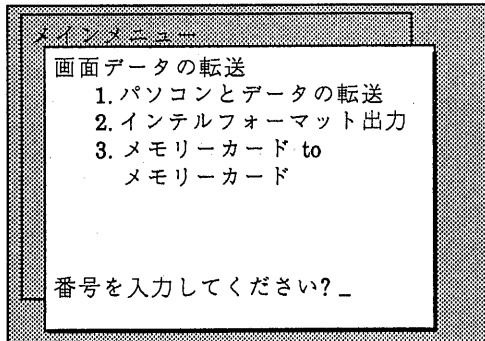 メインメニュー
画面データの転送
1. パソコンとデータの転送
2. インテルフォーマット出力
3. メモリーカード to
メモリーカード
番号を入力してください? _